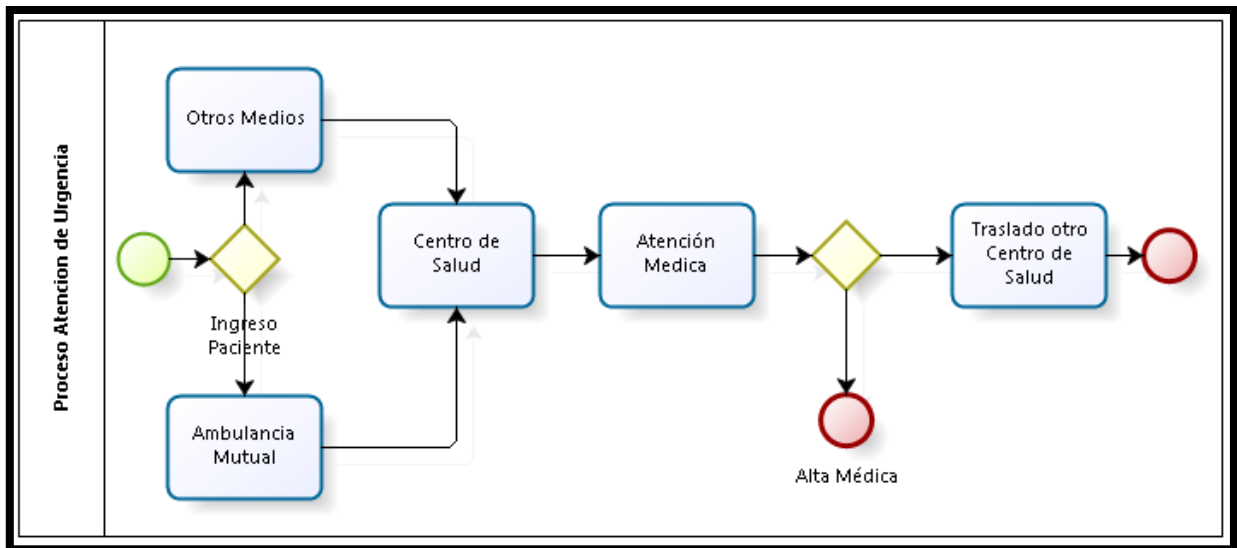 Proceso Atencion de Urgencia
Otros Medios
Ingreso
Paciente
Ambulancia
Mutual
Centro de
Salud
Atención
Medica
Traslado otro
Centro de
Salud
Alta Médica